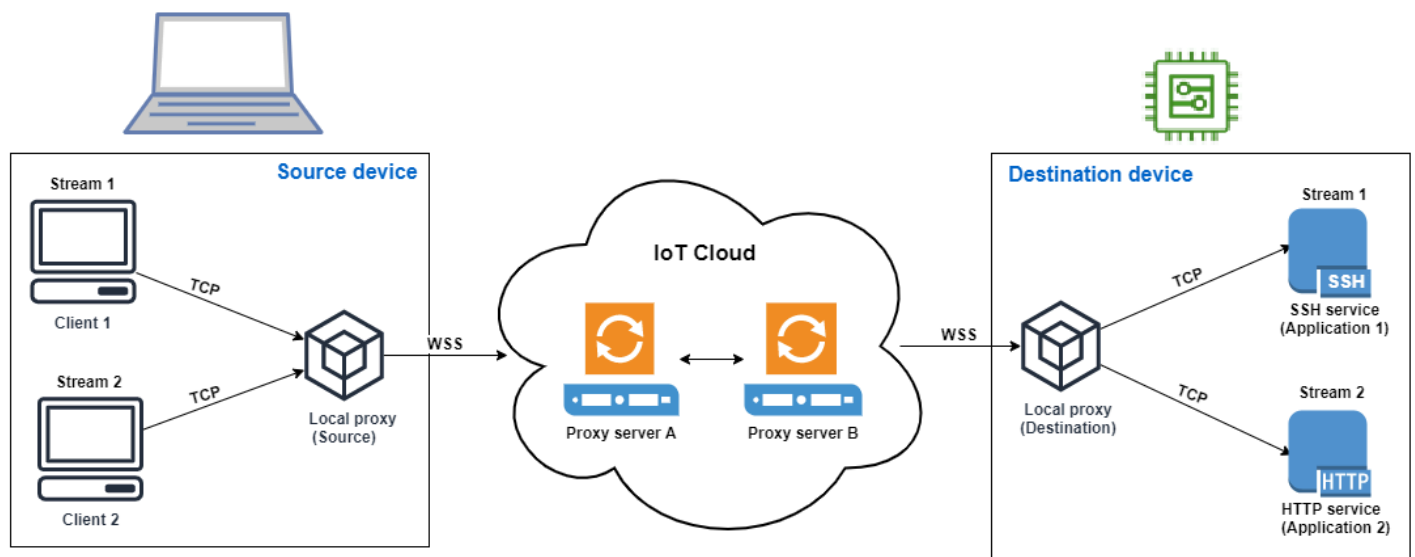 Source device
Stream 1
TCP
Client 1
WSS
Stream 2
TCP
Local proxy
(Source)
Client 2
IoT Cloud
Proxy server A
Proxy server B
WSS
Destination device
Stream 1
TCP
SSH
SSH service
(Application 1)
Local proxy
(Destination)
TCP
Stream 2
HTTP
HTTP service
(Application 2)